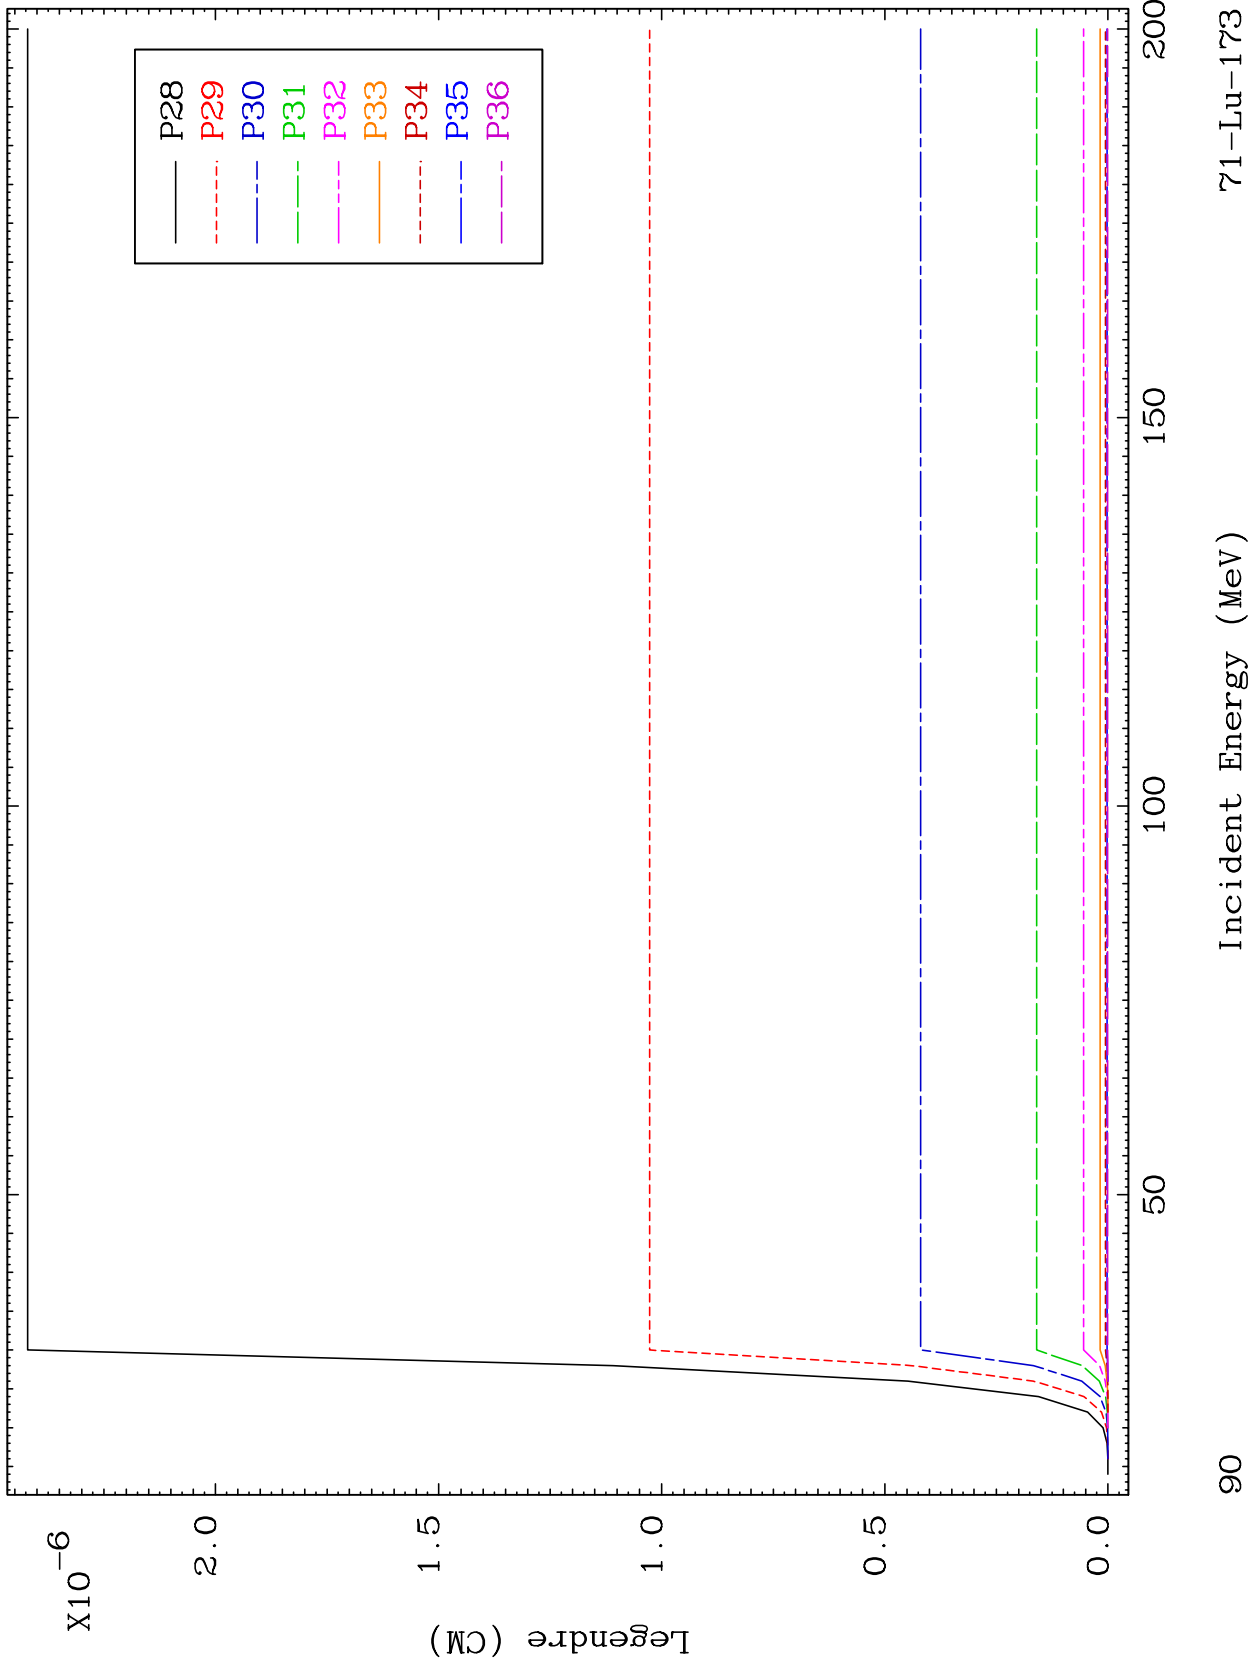 X10-6
2.0
1.5
1.0
0.5
0.0
Legendre (CM)
P28
P29
P30
P31
P32
P33
P34
P35
P36
50
100
150
200
90
Incident Energy (MeV)
71-Lu-173